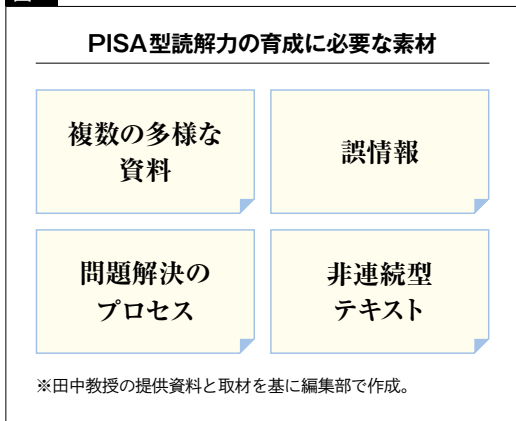 PISA型読解力の育成に必要な素材
複数の多様な
資料
誤情報
問題解決の
プロセス
非連続型
テキスト
※田中教授の提供資料と取材を基に編集部で作成。